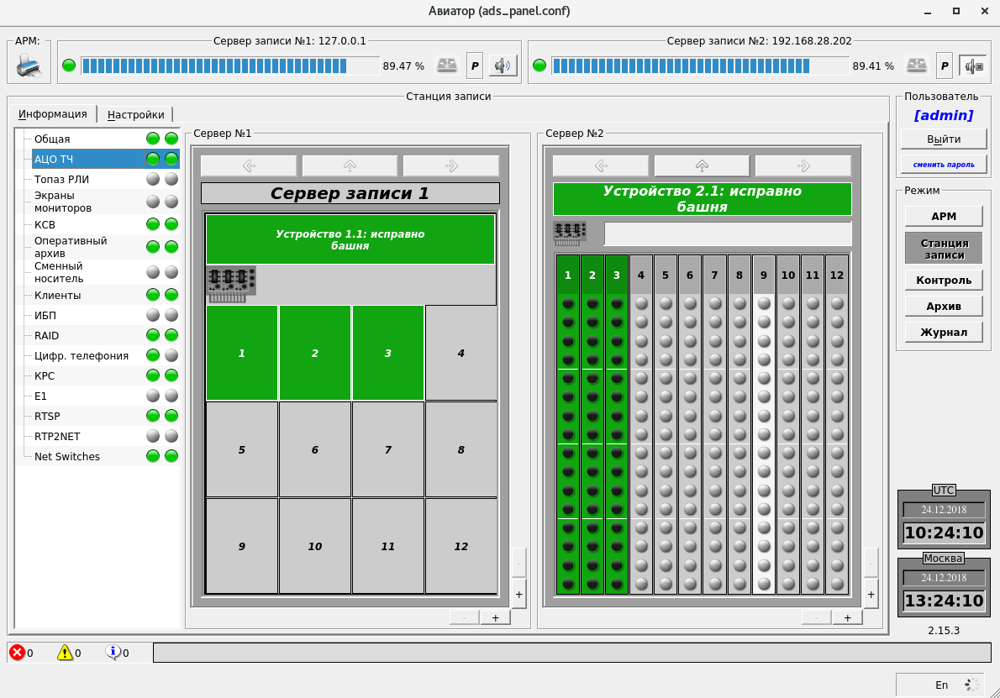 Авиатор (ads_panel.conf)
АРМ:
Сервер записи №1: 127.0.0.1
89.47 %
P
Сервер записи №2: 192.168.28.202
89.41 %
P
Станция записи
Информация
Настройки
Общая
АЦО ТЧ
Топаз РЛИ
Экраны
мониторов
КСВ
Оперативный
архив
Сменный
носитель
Клиенты
ИБП
RAID
Цифр. телефония
КРС
E1
RTSP
RTP2NET
Net Switches
Сервер №1
Сервер записи 1
Устройство 1.1: исправно
башня
1 2 3 4
5 6 7 8
9 10 11 12
-
+
- +
Сервер №2
Устройство 2.1: исправно
башня
1 2 3 4 5 6 7 8 9 10 11 12
-
+
- +
Пользователь
[admin]
Выйти
сменить пароль
Режим
АРМ
Станция
записи
Контроль
Архив
Журнал
UTC
24.12.2018
10:24:10
Москва
24.12.2018
13:24:10
2.15.3
0 0 0
En